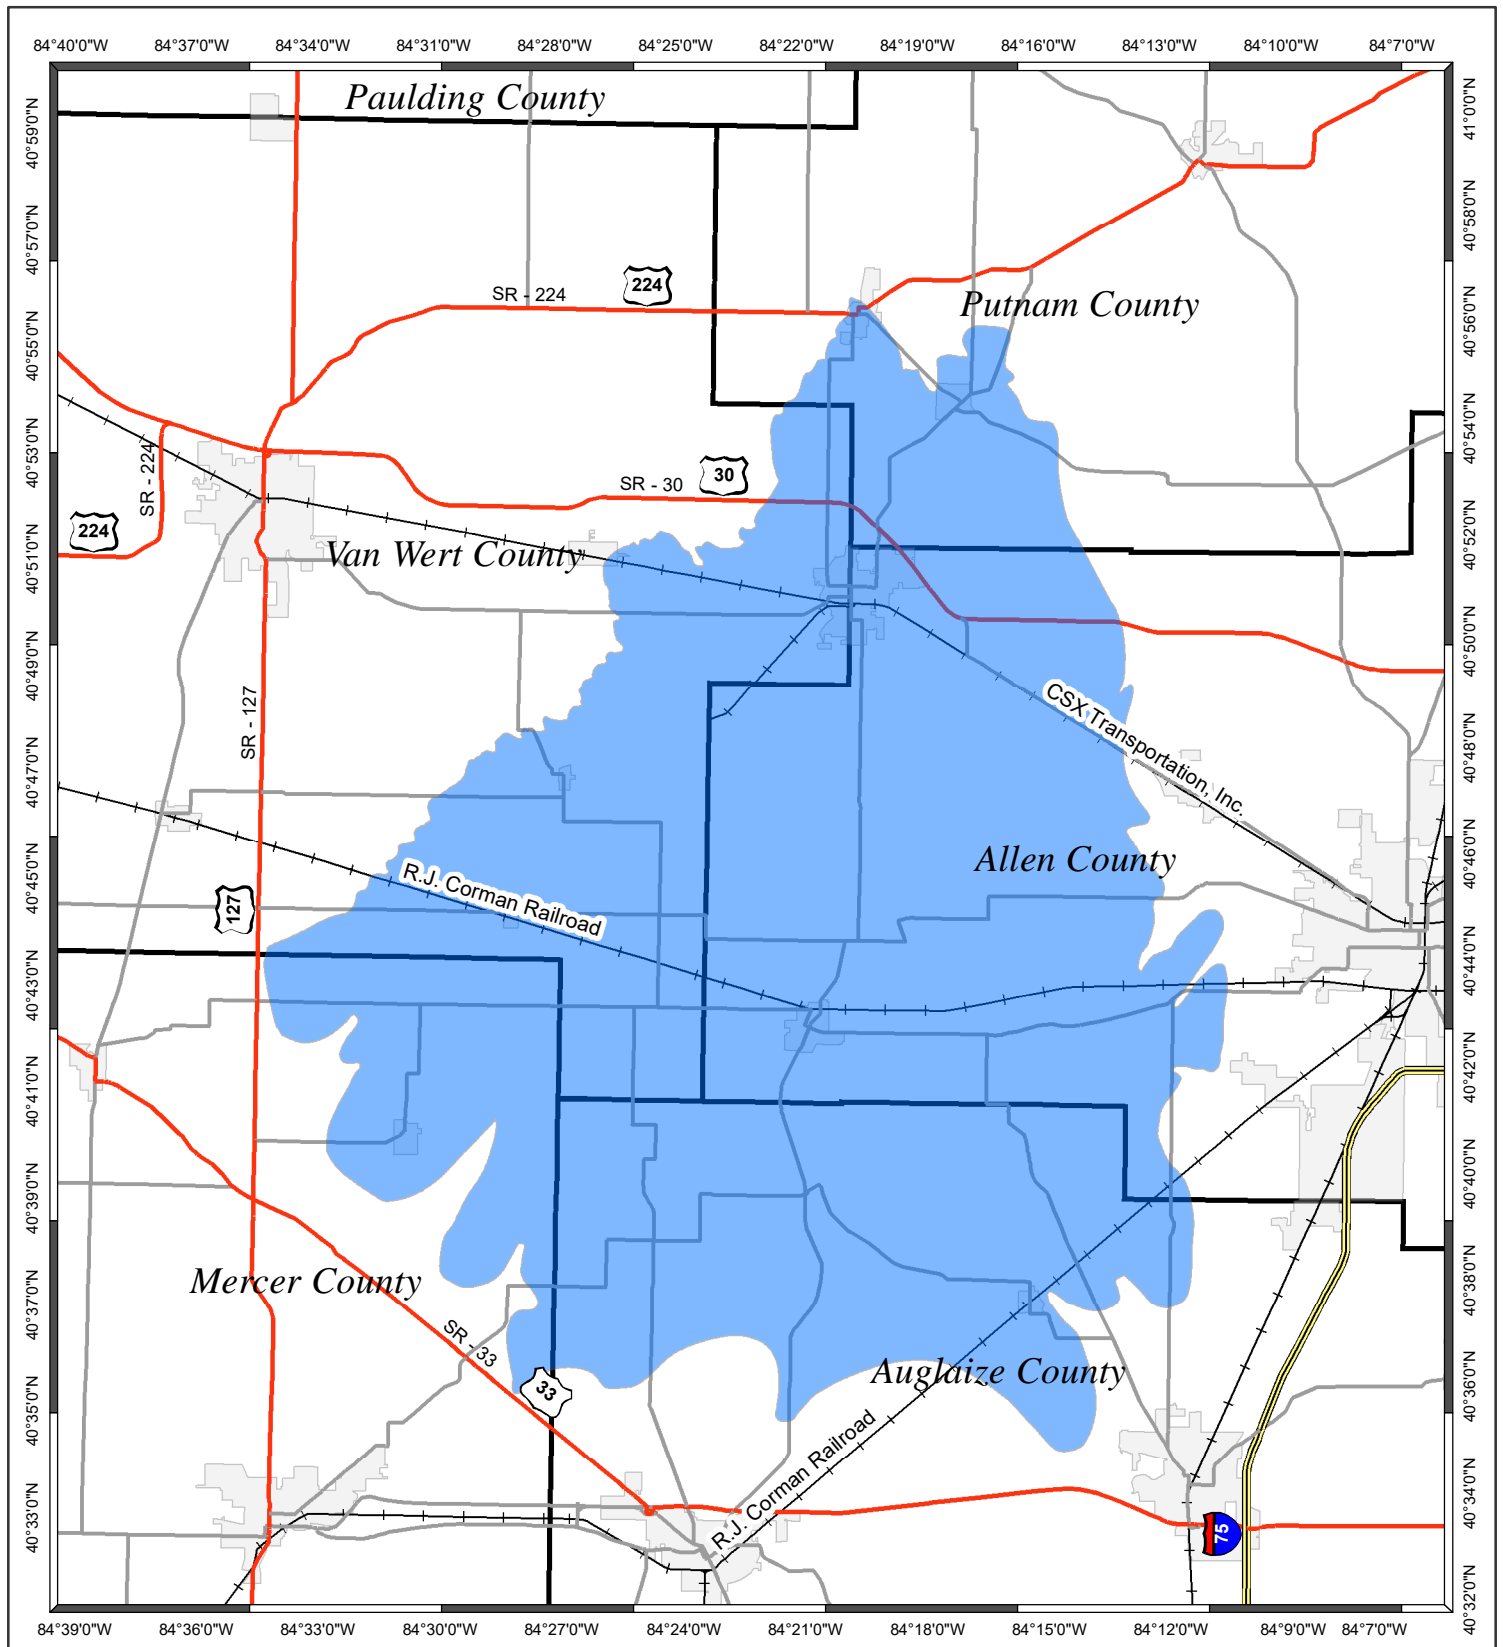 84°40'0"W 84°37'0"W 84°34'0"W 84°31'0"W 84°28'0"W 84°25'0"W 84°22'0"W 84°19'0"W 84°16'0"W 84°13'0"W 84°10'0"W 84°7'0"W
40°59'0"N
40°57'0"N
40°55'0"N
40°53'0"N
40°51'0"N
40°49'0"N
40°47'0"N
40°45'0"N
40°43'0"N
40°41'0"N
40°39'0"N
40°37'0"N
40°35'0"N
40°33'0"N
Paulding County
SR - 224
224
Putnam County
SR - 224
224
SR - 30
30
Van Wert County
SR - 127
CSX Transportation, Inc.
127
R.J. Corman Railroad
Allen County
Mercer County
SR - 33
33
Auglaize County
R.J. Corman Railroad
75
41°0'0"N
40°58'0"N
40°56'0"N
40°54'0"N
40°52'0"N
40°50'0"N
40°48'0"N
40°46'0"N
40°44'0"N
40°42'0"N
40°40'0"N
40°38'0"N
40°36'0"N
40°34'0"N
40°32'0"N
84°39'0"W 84°36'0"W 84°33'0"W 84°30'0"W 84°27'0"W 84°24'0"W 84°21'0"W 84°18'0"W 84°15'0"W 84°12'0"W 84°9'0"W 84°7'0"W